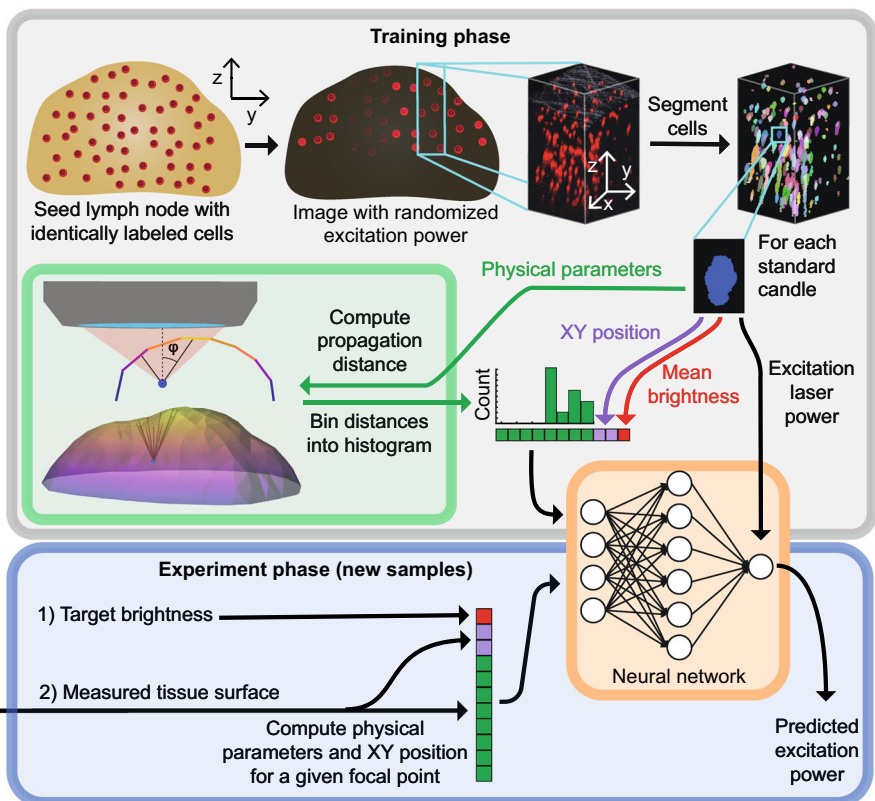 Training phase
z
y
Seed lymph node with
identically labeled cells
Image with randomized
excitation power
z
y
x
Segment
cells
For each
standard
candle
Physical parameters
XY position
Mean
brightness
Excitation
laser
power
φ
Compute
propagation
distance
Bin distances
into histogram
Count
Neural network
Experiment phase (new samples)
1) Target brightness
2) Measured tissue surface
Compute physical
parameters and XY position
for a given focal point
Predicted
excitation
power